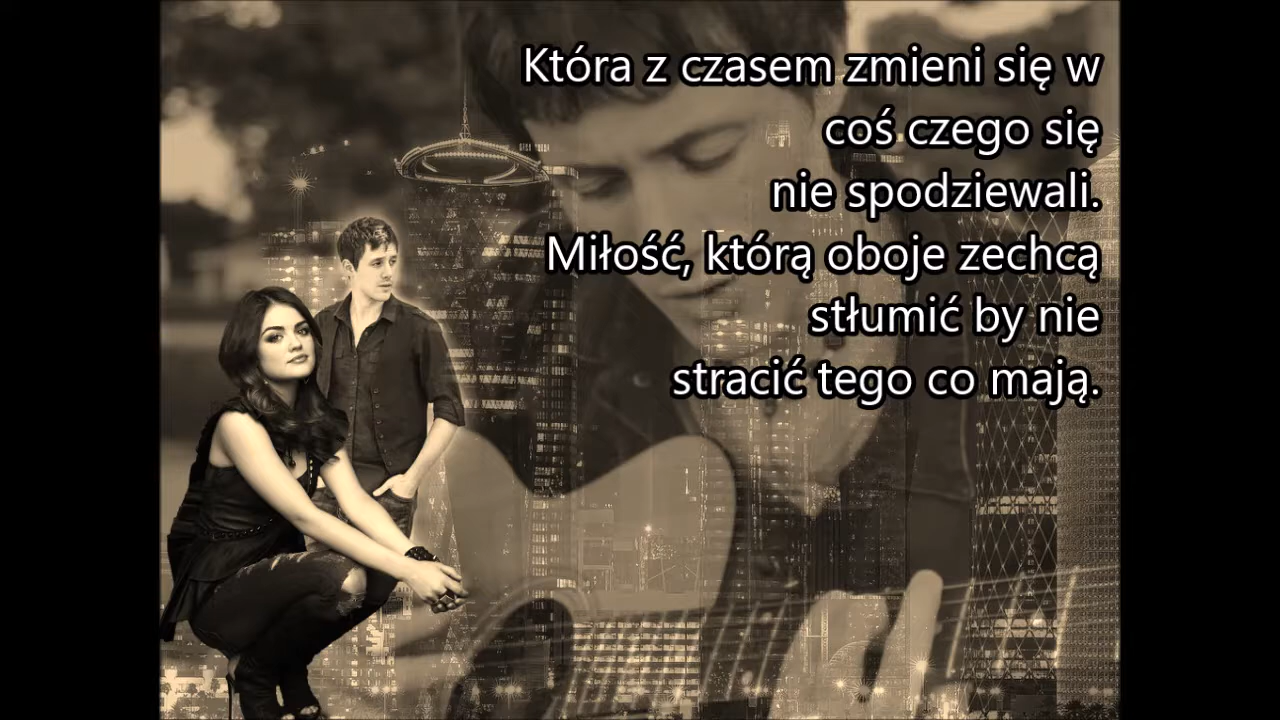 Która z czasem zmieni się w
coś czego się
nie spodziewali.
Miłość, którą oboje zechcą
stłumić by nie
stracić tego co mają.